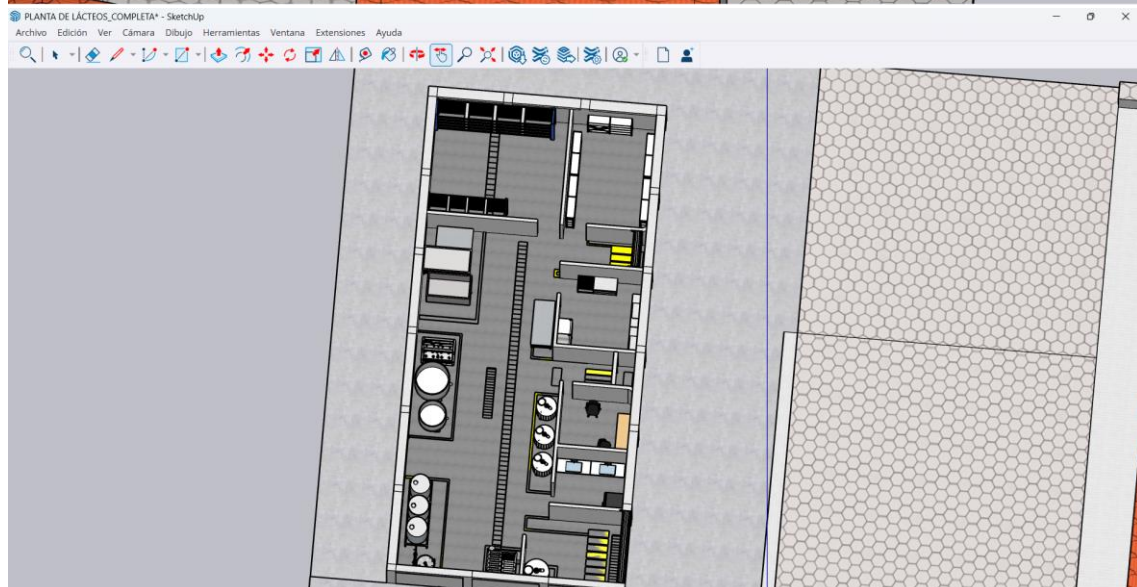 PLANTA DE LÁCTEOS_COMPLETA* - SketchUp
Archivo Edición Ver Cámara Dibujo Herramientas Ventana Extensiones Ayuda